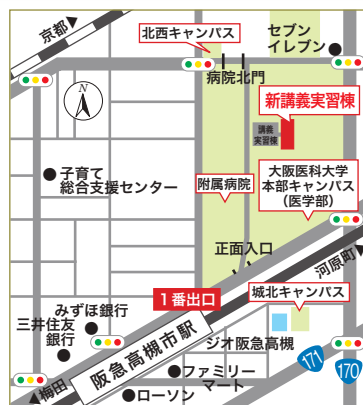 京都
北西キャンパス
セブン
イレブン
病院北門
N
新講義実習棟
講義
実習棟
子育て
総合支援センター
附属病院
大阪医科大学
本部キャンパス
（医学部）
正面入口
河原町
1番出口
城北キャンパス
みずほ銀行
三井住友
銀行
阪急高槻市駅
ジオ阪急高槻
171
170
梅田
ファミリー
マート
ローソン